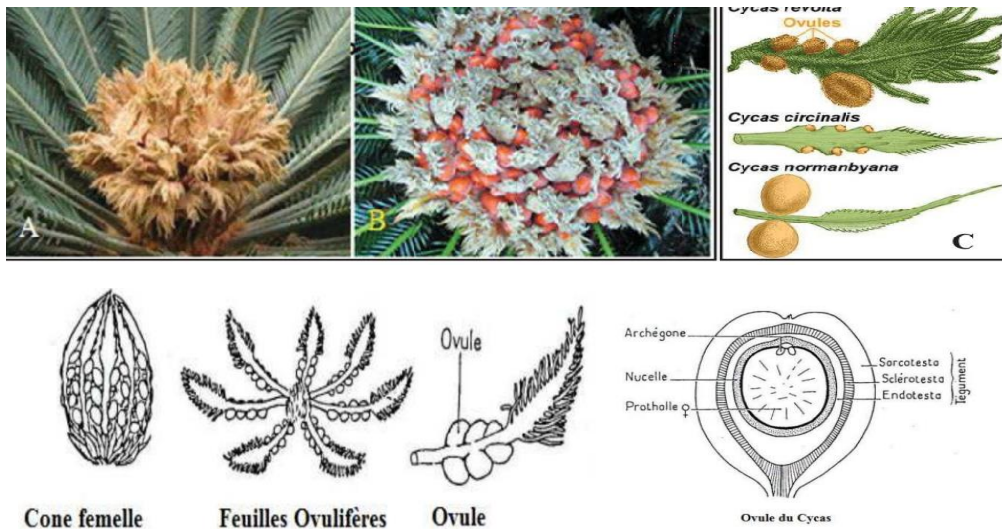 A
B
Cycas revolta
Ovules
Cycas circinalis
Cycas normanbyana
C
Ovule
Archégone
Nucelle
Prothalle ♀
Sarcotesta
Sclérotesta
Endotesta
Tégument
Cone femelle
Feuilles Ovulifères
Ovule
Ovule du Cycas